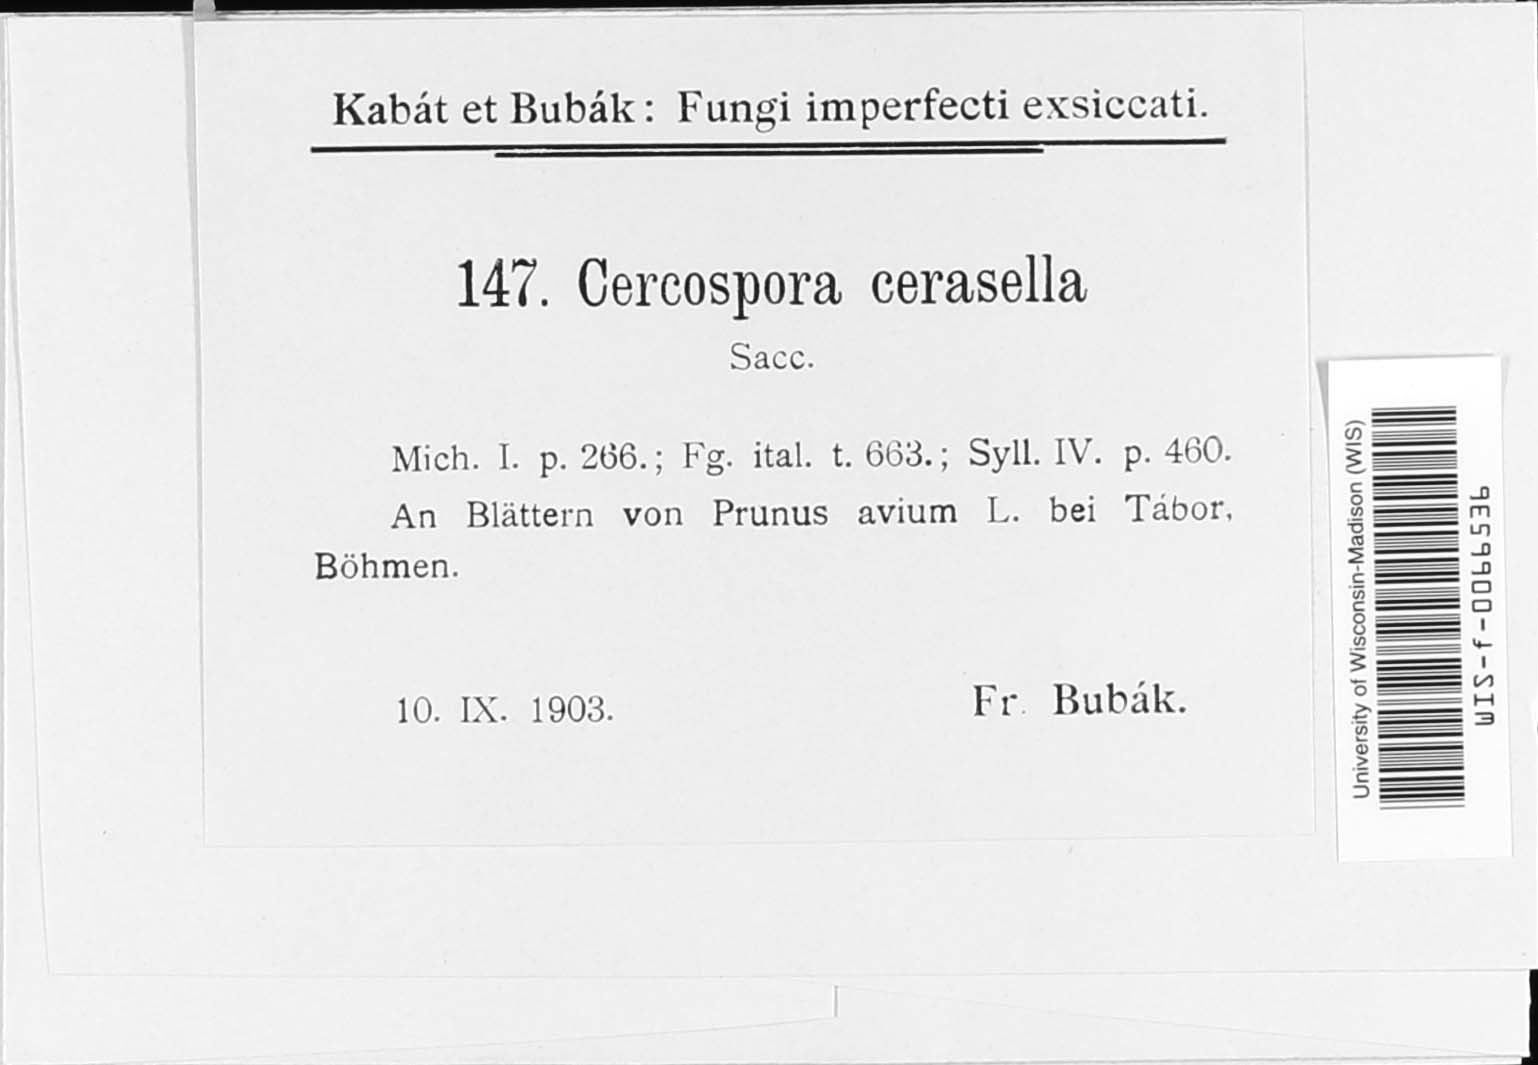 Kabát et Bubák: Fungi imperfecti exsiccati.
147. Cercospora cerasella
Sacc.
Mich. I. p. 266.; Fg. ital. t. 663.; Syll. IV. p. 460.
An Blättern von Prunus avium L. bei Tábor,
Böhmen.
10. IX. 1903.
Fr. Bubák.
University of Wisconsin-Madison (WIS)
WIS-f-0066536